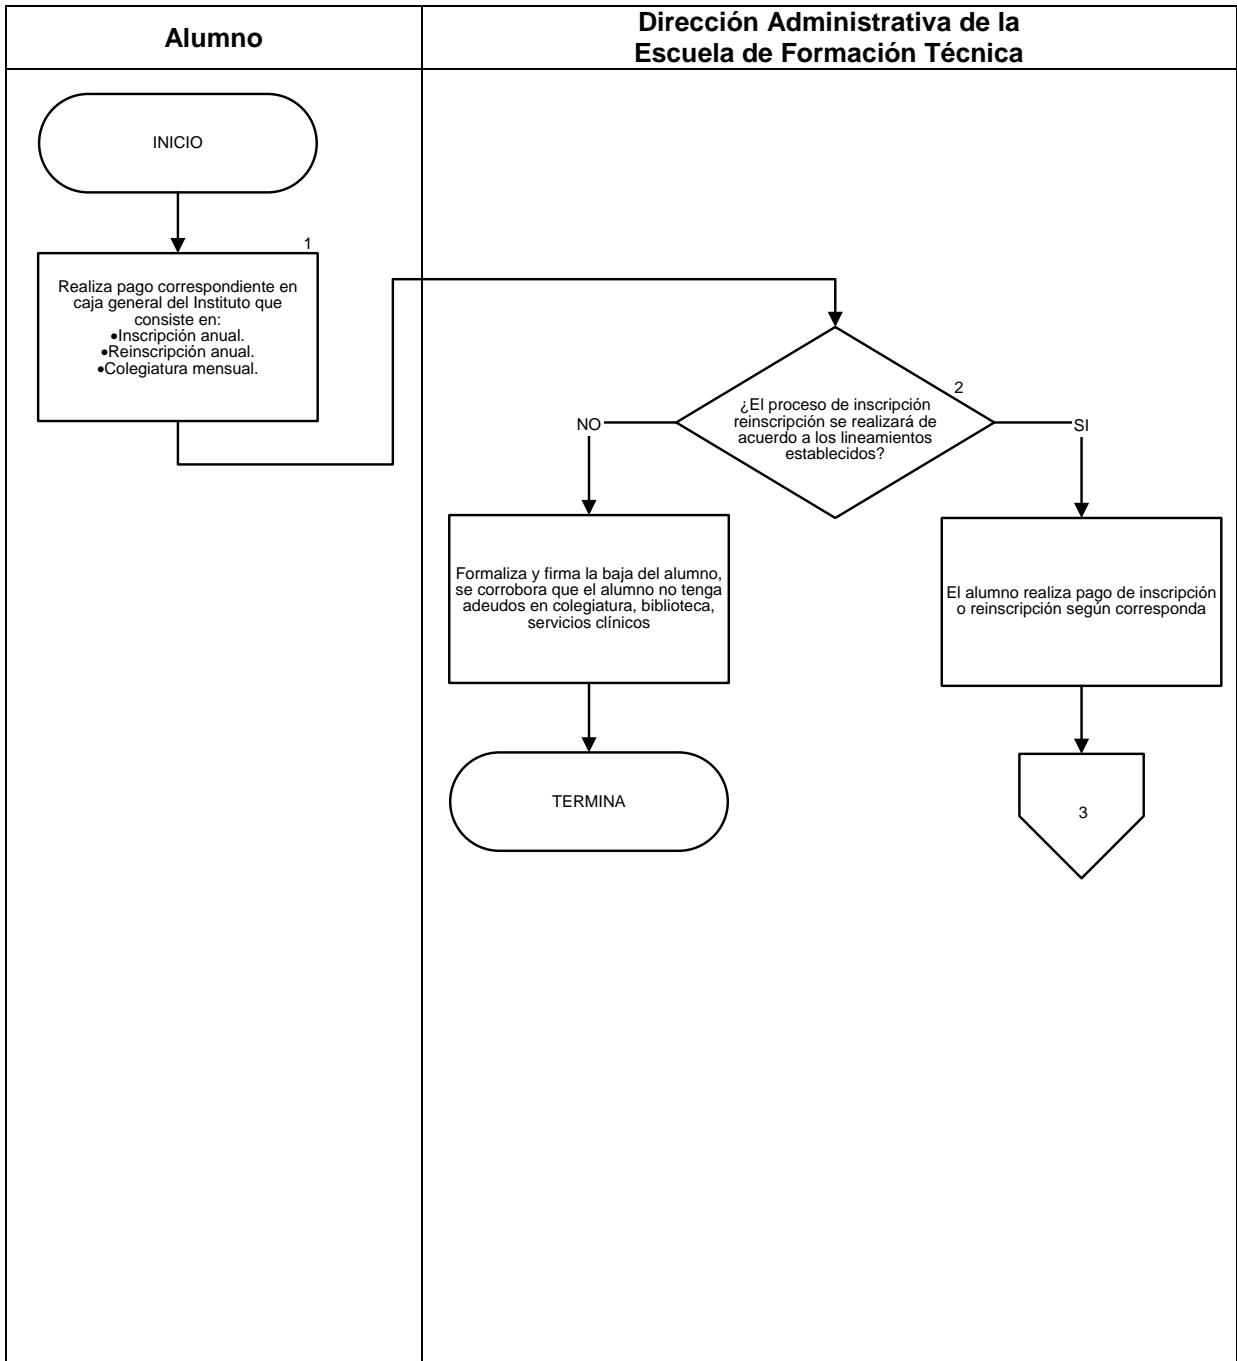 Alumno
Dirección Administrativa de la
Escuela de Formación Técnica
INICIO
1
Realiza pago correspondiente en
caja general del Instituto que
consiste en:
•Inscripción anual.
•Reinscripción anual.
•Colegiatura mensual.
2
¿El proceso de inscripción
reinscripción se realizará de
acuerdo a los lineamientos
establecidos?
NO
SI
Formaliza y firma la baja del alumno,
se corrobora que el alumno no tenga
adeudos en colegiatura, biblioteca,
servicios clínicos
El alumno realiza pago de inscripción
o reinscripción según corresponda
TERMINA
3